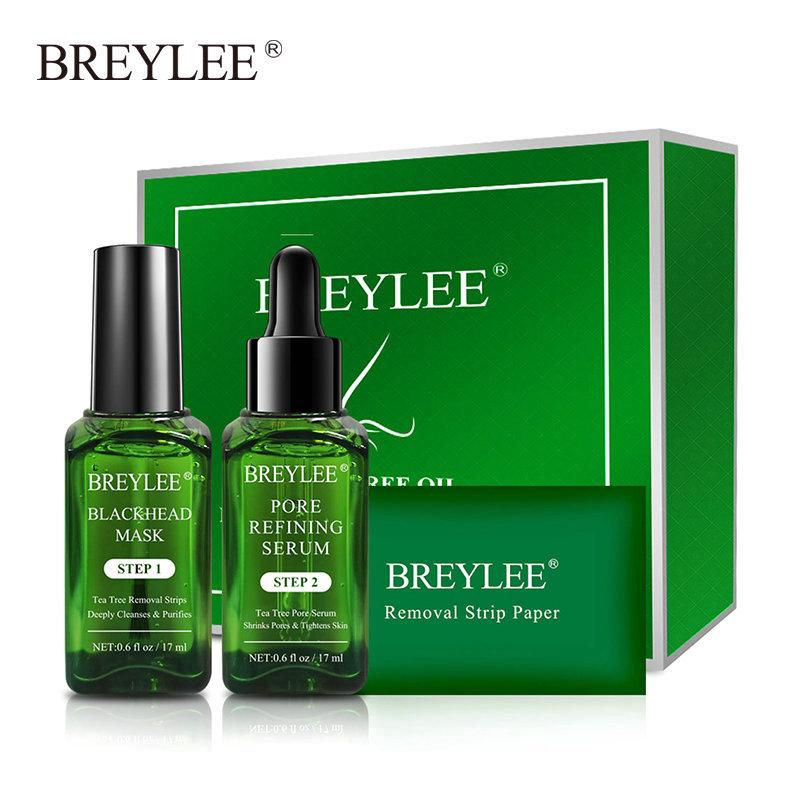 BREYLEE®
BREYLEE®
OIL
BREYLEE®
BLACKHEAD
MASK
STEP 1
Tea Tree Removal Strips
Deeply Cleanses & Purifies
NET:0.6 fl oz / 17 ml
BREYLEE®
PORE
REFINING
SERUM
STEP 2
Tea Tree Pore Serum
Shrinks Pores & Tightens Skin
NET:0.6 fl oz / 17 ml
BREYLEE®
Removal Strip Paper